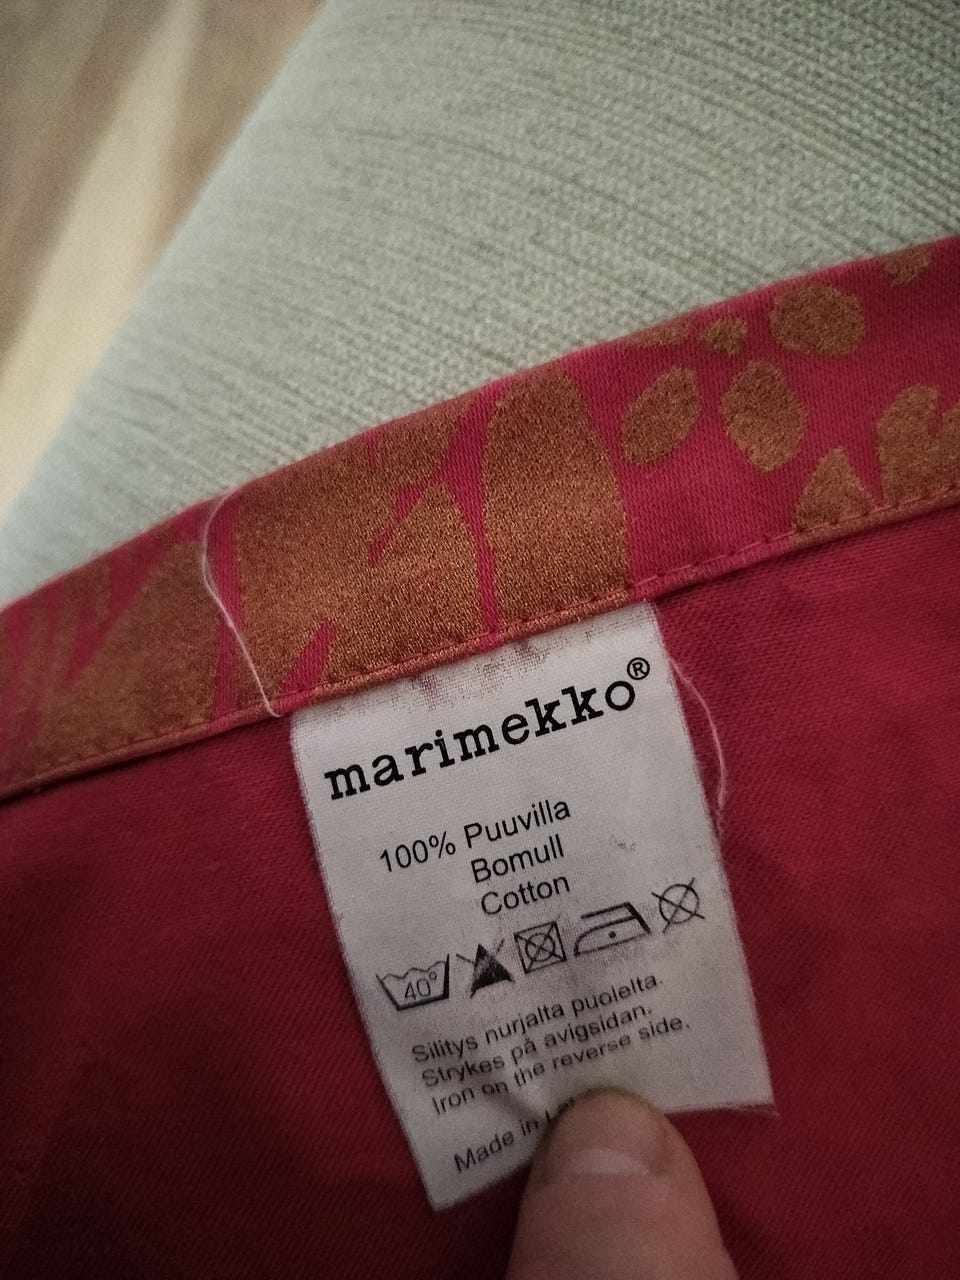 marimekko®
100% Puuvilla
Bomull
Cotton
40°
Silitys nurjalta puolelta.
Strykes på avigsidan.
Iron on the reverse side.
Made in